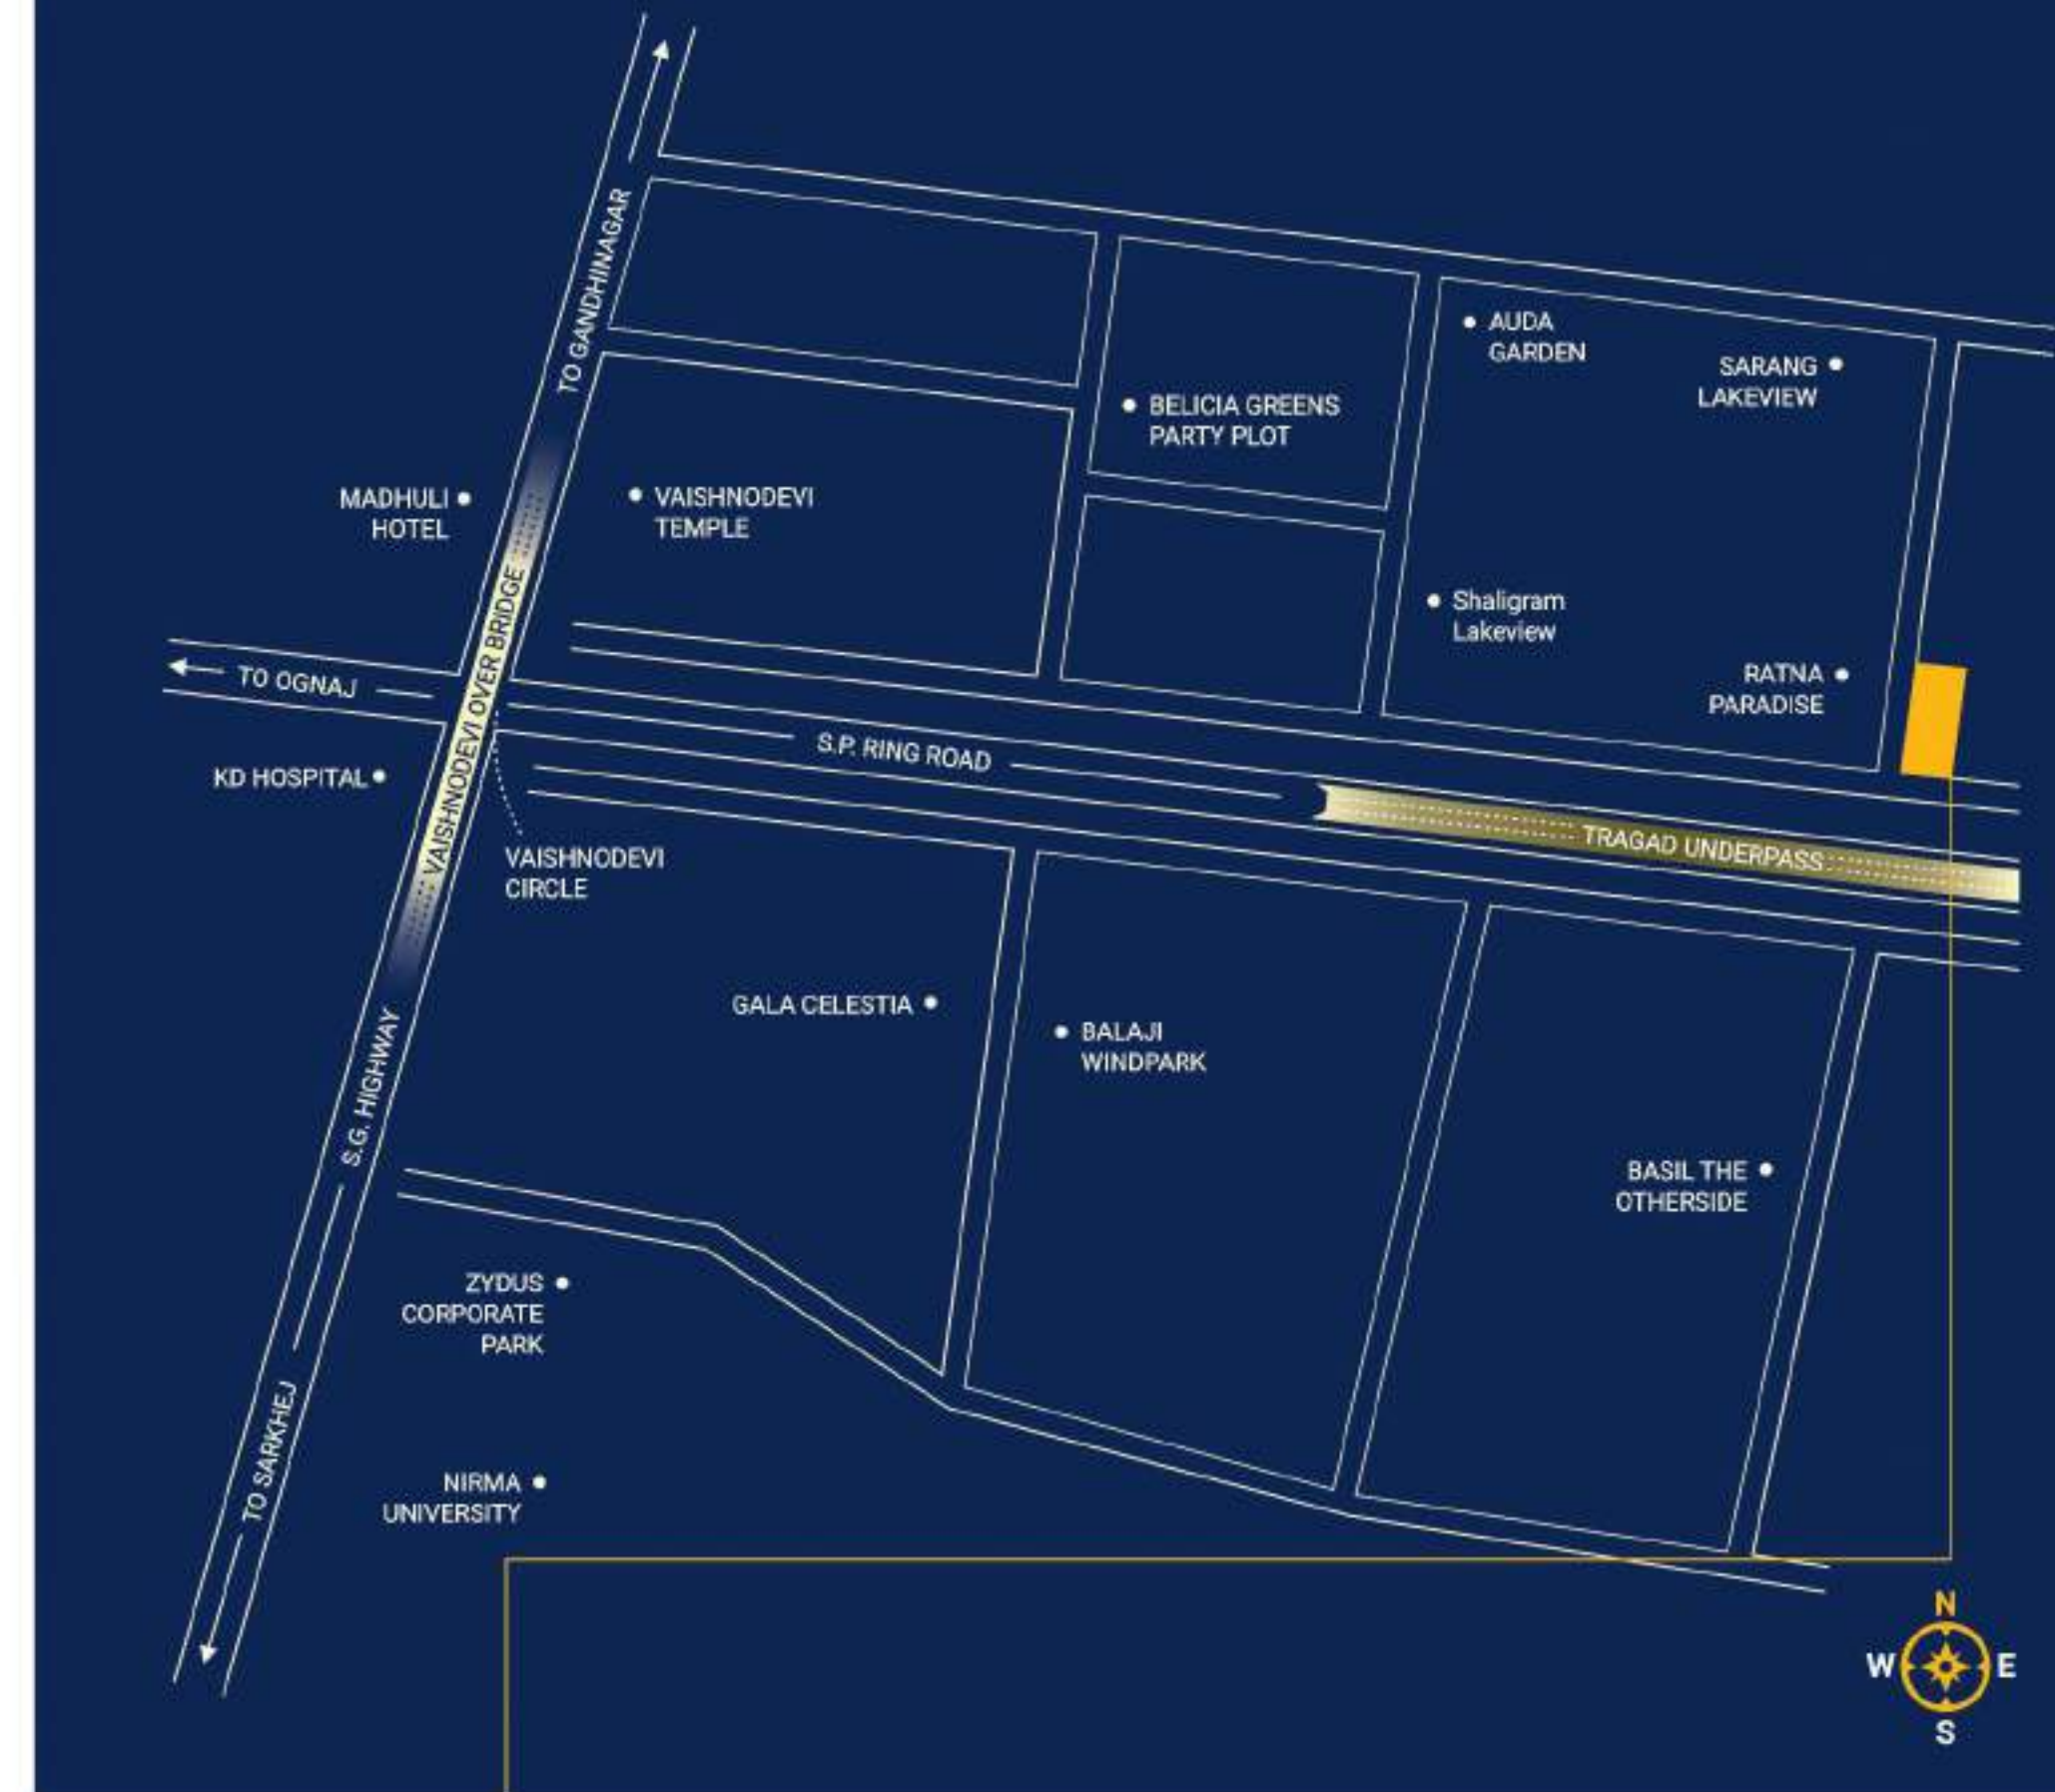 TO GANDHINAGAR
AUDA
GARDEN
SARANG
LAKEVIEW
BELICIA GREENS
PARTY PLOT
MADHULI
HOTEL
VAISHNODEVI
TEMPLE
Shaligram
Lakeview
TO OGNAJ
VAISHNODEVI OVER BRIDGE
RATNA
PARADISE
S.P. RING ROAD
KD HOSPITAL
TRAGAD UNDERPASS
VAISHNODEVI
CIRCLE
GALA CELESTIA
BALAJI
WINDPARK
S.G. HIGHWAY
BASIL THE
OTHERSIDE
ZYDUS
CORPORATE
PARK
TO SARKHEJ
NIRMA
UNIVERSITY
N
W E
S